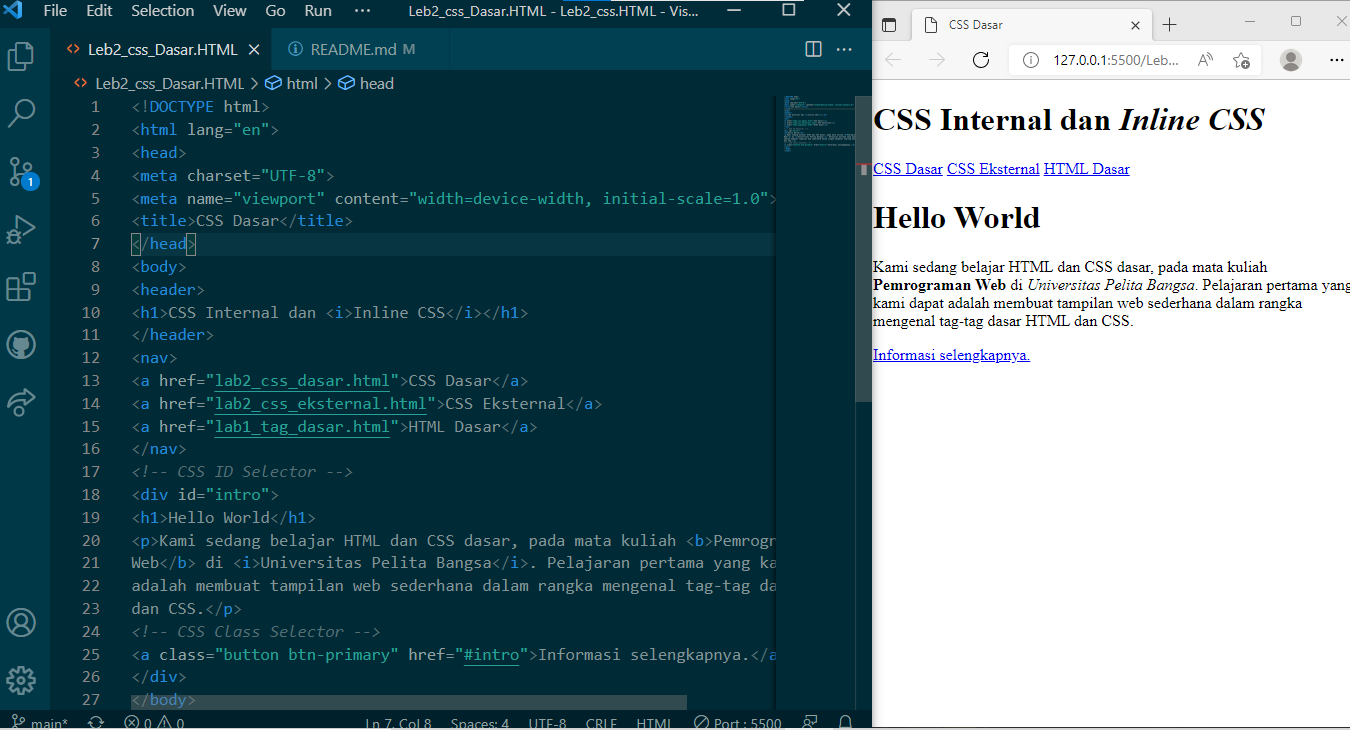 File Edit Selection View Go Run ··· Leb2_css_Dasar.HTML - Leb2_css.HTML - Vis...
Leb2_css_Dasar.HTML README.md M
Leb2_css_Dasar.HTML > html > head
1 <!DOCTYPE html>
2 <html lang="en">
3 <head>
4 <meta charset="UTF-8">
5 <meta name="viewport" content="width=device-width, initial-scale=1.0">
6 <title>CSS Dasar</title>
7 </head>
8 <body>
9 <header>
10 <h1>CSS Internal dan <i>Inline CSS</i></h1>
11 </header>
12 <nav>
13 <a href="lab2_css_dasar.html">CSS Dasar</a>
14 <a href="lab2_css_eksternal.html">CSS Eksternal</a>
15 <a href="lab1_tag_dasar.html">HTML Dasar</a>
16 </nav>
17 <!-- CSS ID Selector -->
18 <div id="intro">
19 <h1>Hello World</h1>
20 <p>Kami sedang belajar HTML dan CSS dasar, pada mata kuliah <b>Pemrogr
21 Web</b> di <i>Universitas Pelita Bangsa</i>. Pelajaran pertama yang ka
22 adalah membuat tampilan web sederhana dalam rangka mengenal tag-tag da
23 dan CSS.</p>
24 <!-- CSS Class Selector -->
25 <a class="button btn-primary" href="#intro">Informasi selengkapnya.</a
26 </div>
27 </body>
1
main* 0 0 Ln 7, Col 8 Spaces: 4 UTF-8 CRLF HTML Port : 5500
CSS Dasar
127.0.0.1:5500/Leb...
CSS Internal dan Inline CSS
CSS Dasar CSS Eksternal HTML Dasar
Hello World
Kami sedang belajar HTML dan CSS dasar, pada mata kuliah
Pemrograman Web di Universitas Pelita Bangsa. Pelajaran pertama yang
kami dapat adalah membuat tampilan web sederhana dalam rangka
mengenal tag-tag dasar HTML dan CSS.
Informasi selengkapnya.